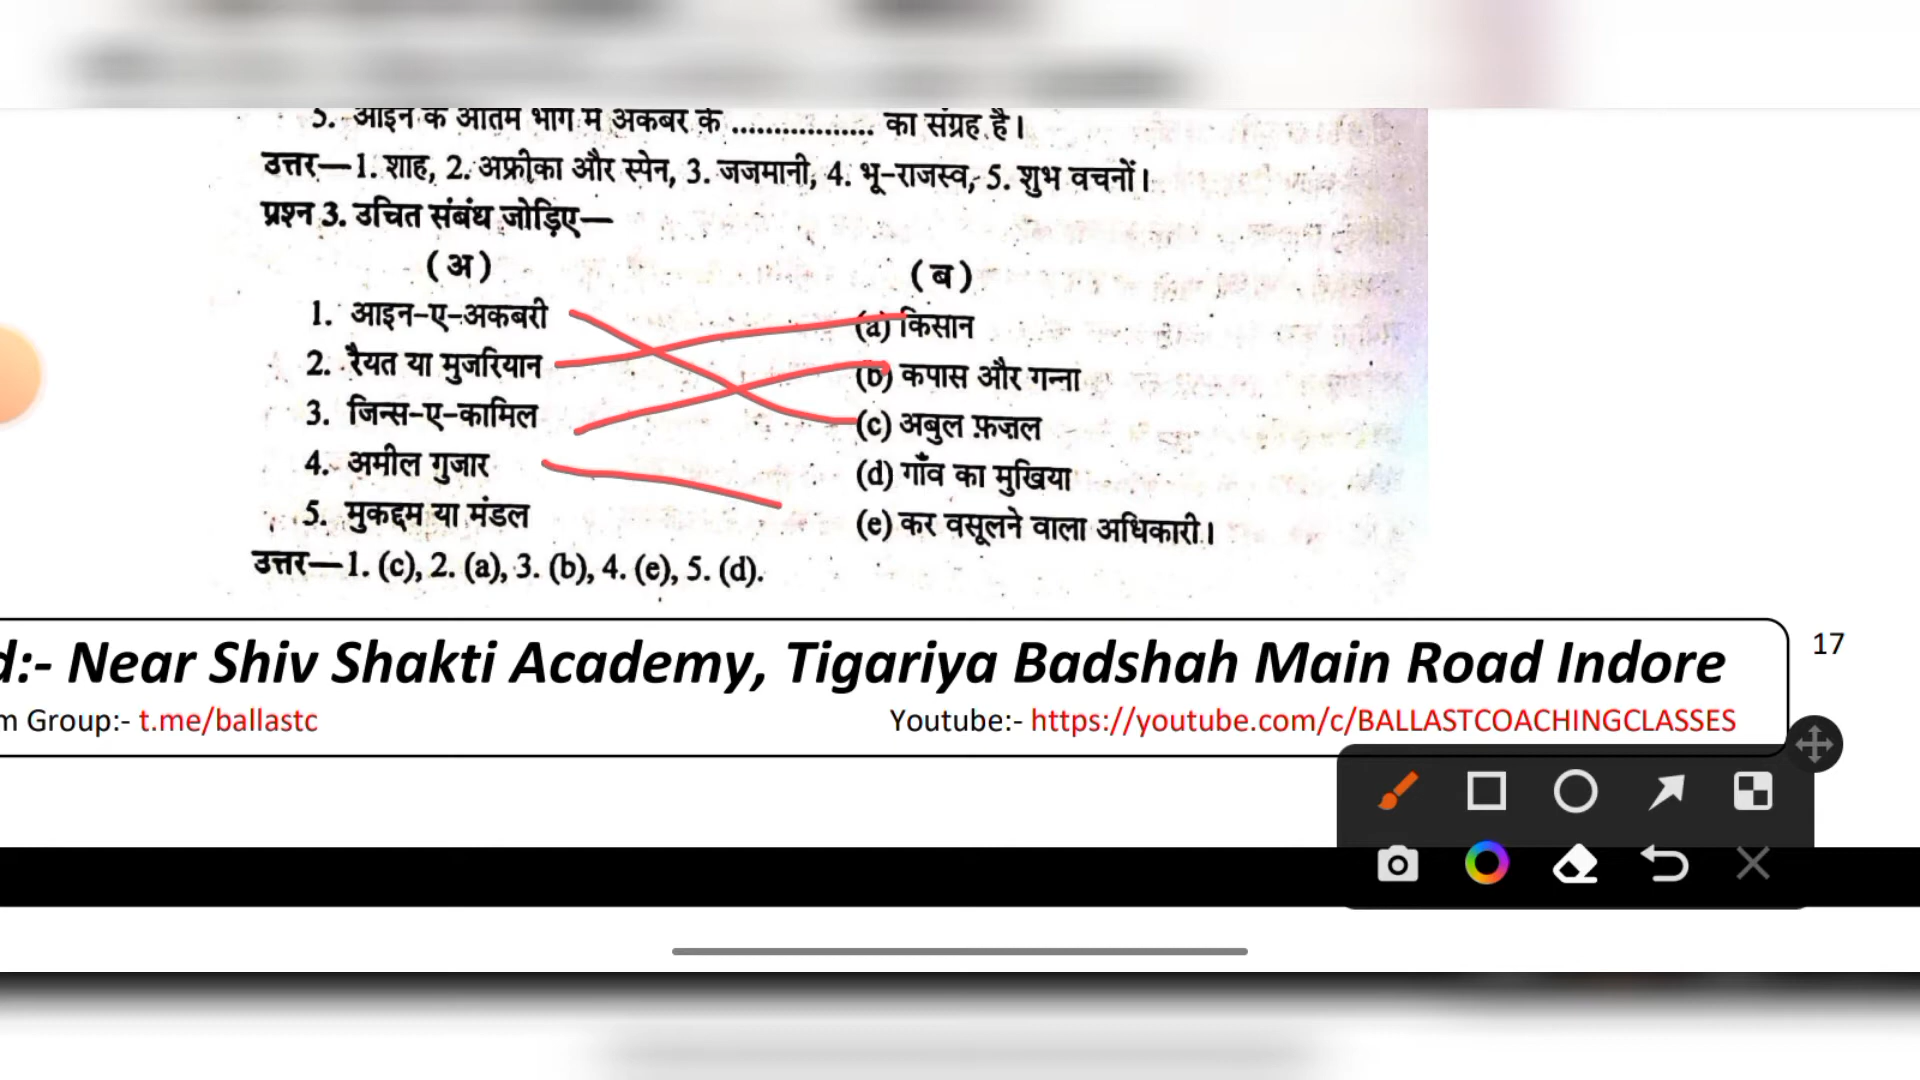 5. आइन के अंतिम भाग में अकबर के ................. का संग्रह है।
उत्तर—1. शाह, 2. अफ्रीका और स्पेन, 3. जजमानी, 4. भू-राजस्व, 5. शुभ वचनों।
प्रश्न 3. उचित संबंध जोड़िए—
(अ) (ब)
1. आइन-ए-अकबरी (a) किसान
2. रैयत या मुजरियान (b) कपास और गन्ना
3. जिन्स-ए-कामिल (c) अबुल फ़ज़ल
4. अमील गुजार (d) गाँव का मुखिया
5. मुकद्दम या मंडल (e) कर वसूलने वाला अधिकारी।
उत्तर—1. (c), 2. (a), 3. (b), 4. (e), 5. (d).
d:- Near Shiv Shakti Academy, Tigariya Badshah Main Road Indore
17
m Group:- t.me/ballastc Youtube:- https://youtube.com/c/BALLASTCOACHINGCLASSES